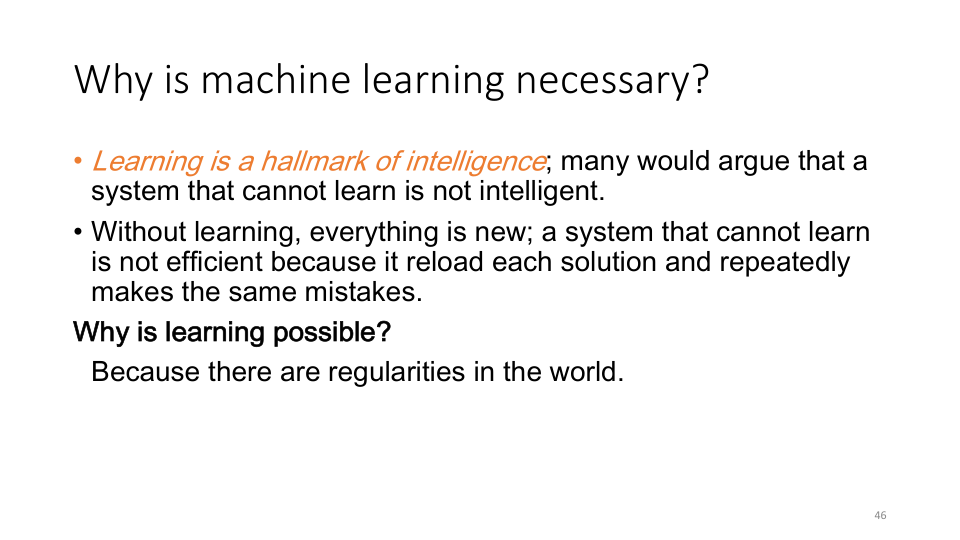 Why is machine learning necessary?
• Learning is a hallmark of intelligence; many would argue that a
system that cannot learn is not intelligent.
• Without learning, everything is new; a system that cannot learn
is not efficient because it reload each solution and repeatedly
makes the same mistakes.
Why is learning possible?
Because there are regularities in the world.
46